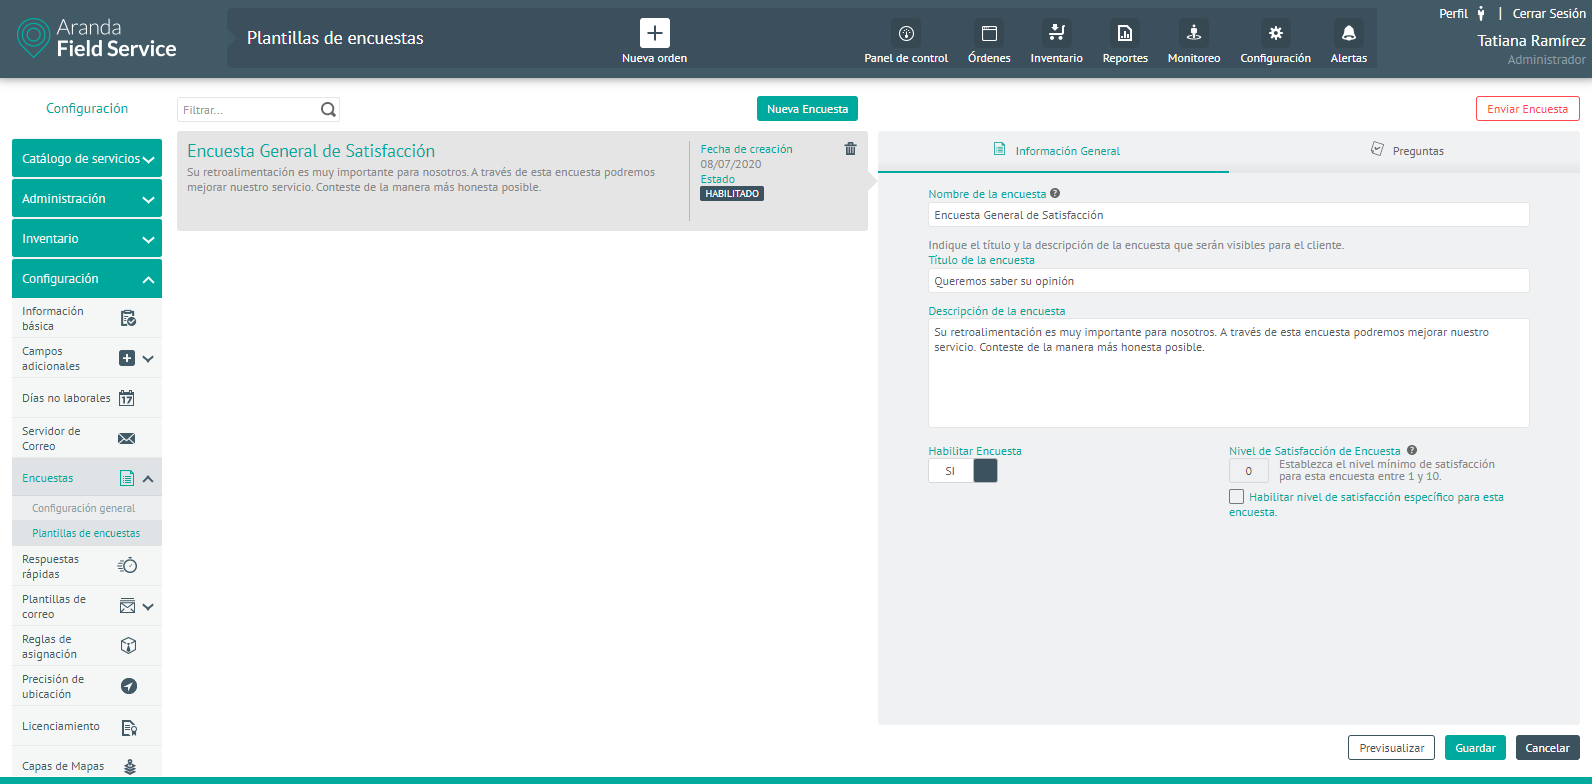 Aranda
Field Service
Plantillas de encuestas
Nueva orden
Panel de control
Órdenes
Inventario
Reportes
Monitoreo
Configuración
Alertas
Perfil | Cerrar Sesión
Tatiana Ramírez
Administrador
Configuración
Catálogo de servicios
Administración
Inventario
Configuración
Información
básica
Campos
adicionales
Días no laborales
17
Servidor de
Correo
Encuestas
Configuración general
Plantillas de encuestas
Respuestas
rápidas
Plantillas de
correo
Reglas de
asignación
Precisión de
ubicación
Licenciamiento
Capas de Mapas
Filtrar...
Nueva Encuesta
Enviar Encuesta
Encuesta General de Satisfacción
Su retroalimentación es muy importante para nosotros. A través de esta encuesta podremos
mejorar nuestro servicio. Conteste de la manera más honesta posible.
Fecha de creación
08/07/2020
Estado
HABILITADO
Información General
Preguntas
Nombre de la encuesta ?
Encuesta General de Satisfacción
Indique el título y la descripción de la encuesta que serán visibles para el cliente.
Título de la encuesta
Queremos saber su opinión
Descripción de la encuesta
Su retroalimentación es muy importante para nosotros. A través de esta encuesta podremos mejorar nuestro
servicio. Conteste de la manera más honesta posible.
Habilitar Encuesta
SI
Nivel de Satisfacción de Encuesta ?
0
Establezca el nivel mínimo de satisfacción
para esta encuesta entre 1 y 10.
Habilitar nivel de satisfacción específico para esta
encuesta.
Previsualizar
Guardar
Cancelar